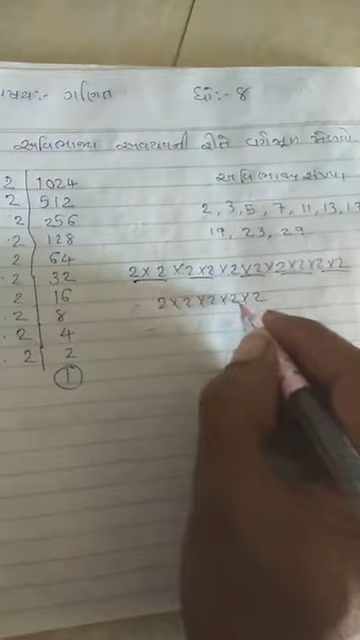 વિષય:- ગણિત ધો:- ૪
અવિભાજ્ય અવયવની રીતે વર્ગમૂળ મેળવો
અવિભાજ્ય સંખ્યા
2, 3, 5, 7, 11, 13, 17
19, 23, 29
2 | 1024
2 | 512
2 | 256
2 | 128
2 | 64
2 | 32
2 | 16
2 | 8
2 | 4
2 | 2
1
2×2×2×2×2×2×2×2×2×2
2×2×2×2×2